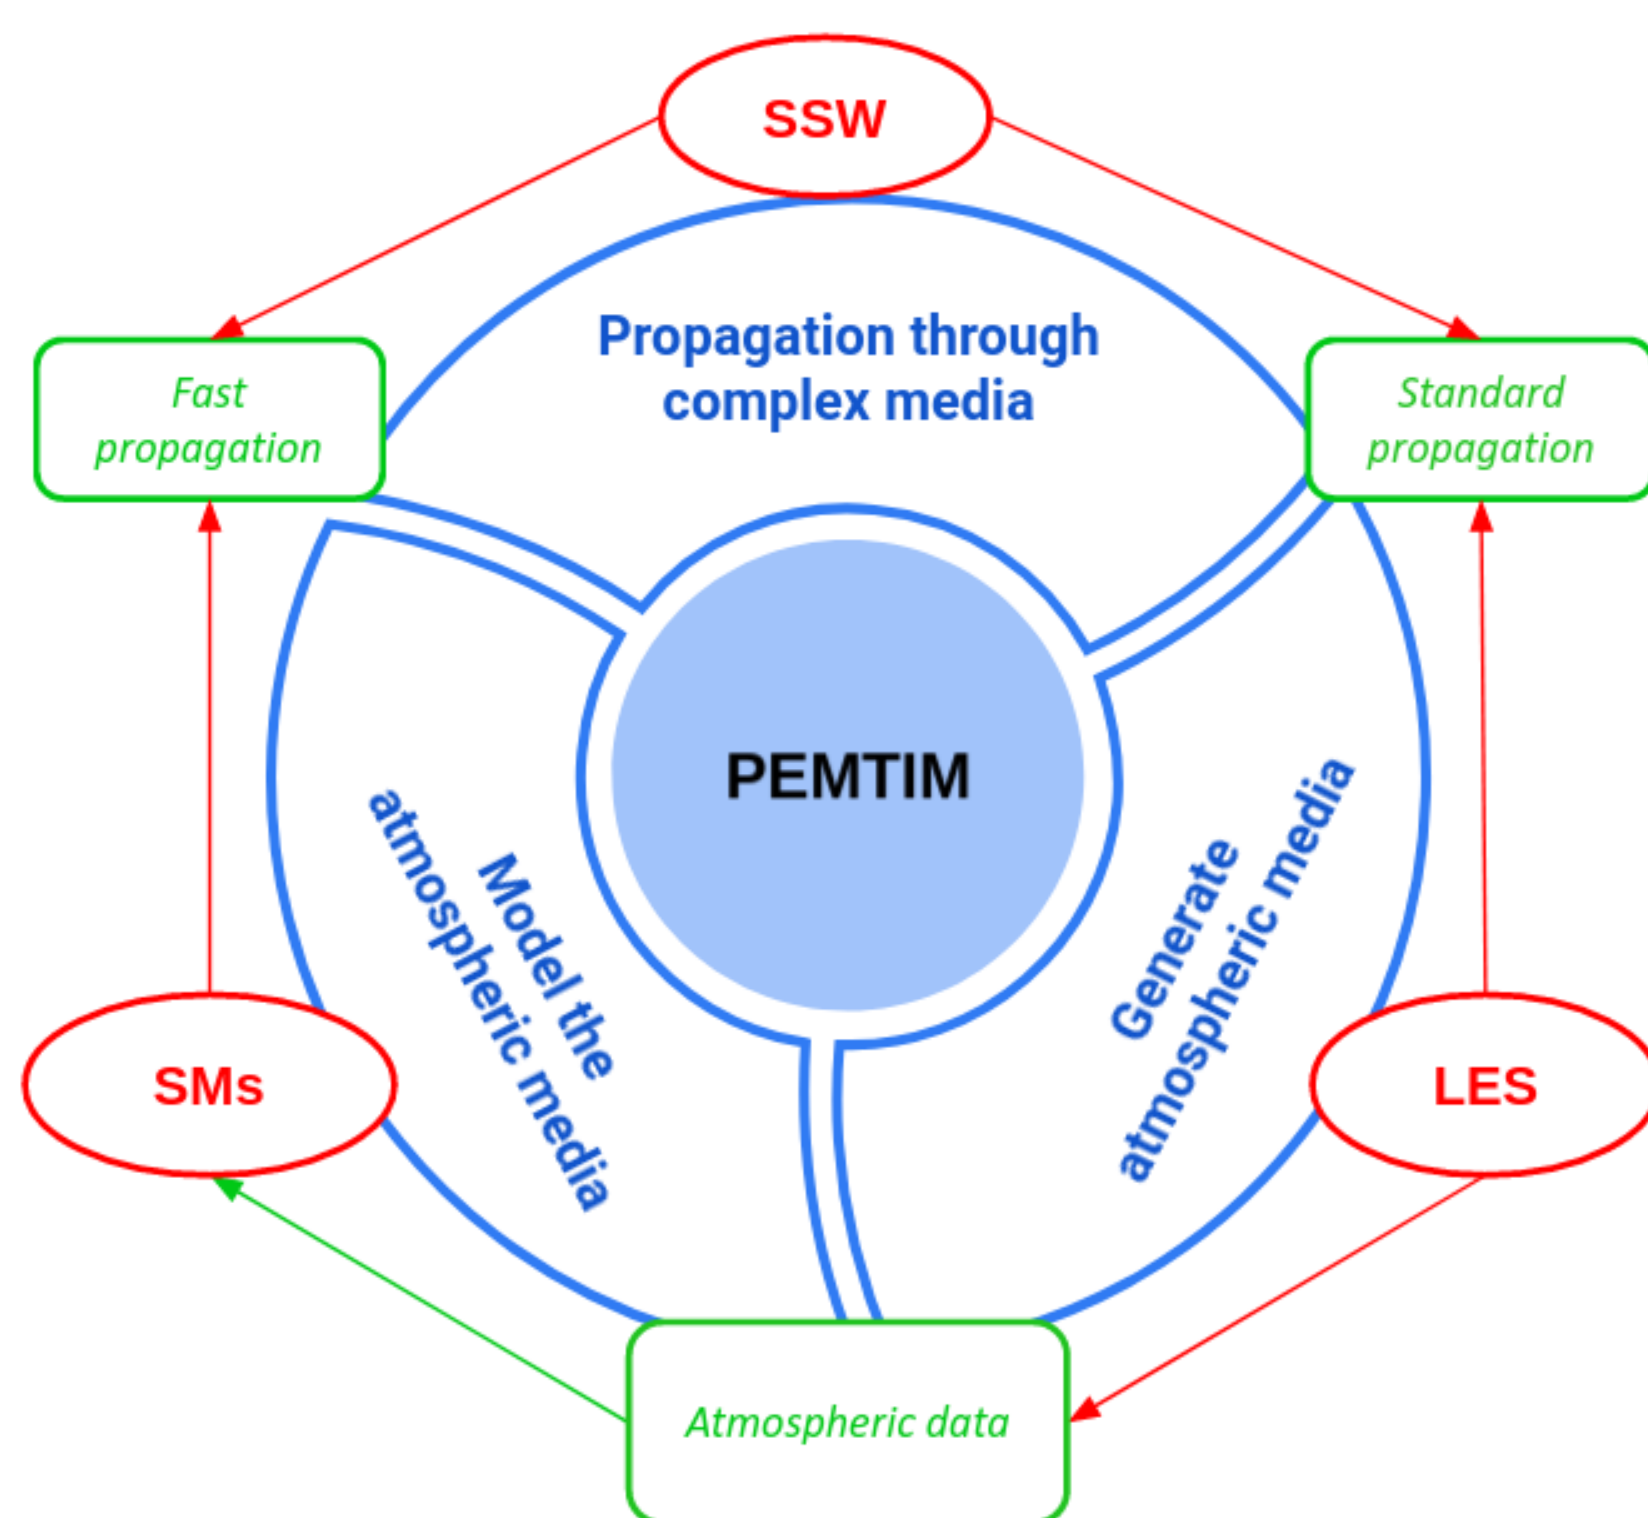 SSW
Propagation through
complex media
Fast
propagation
Standard
propagation
PEMTIM
Model the
atmospheric media
Generate
atmospheric media
SMs
LES
Atmospheric data